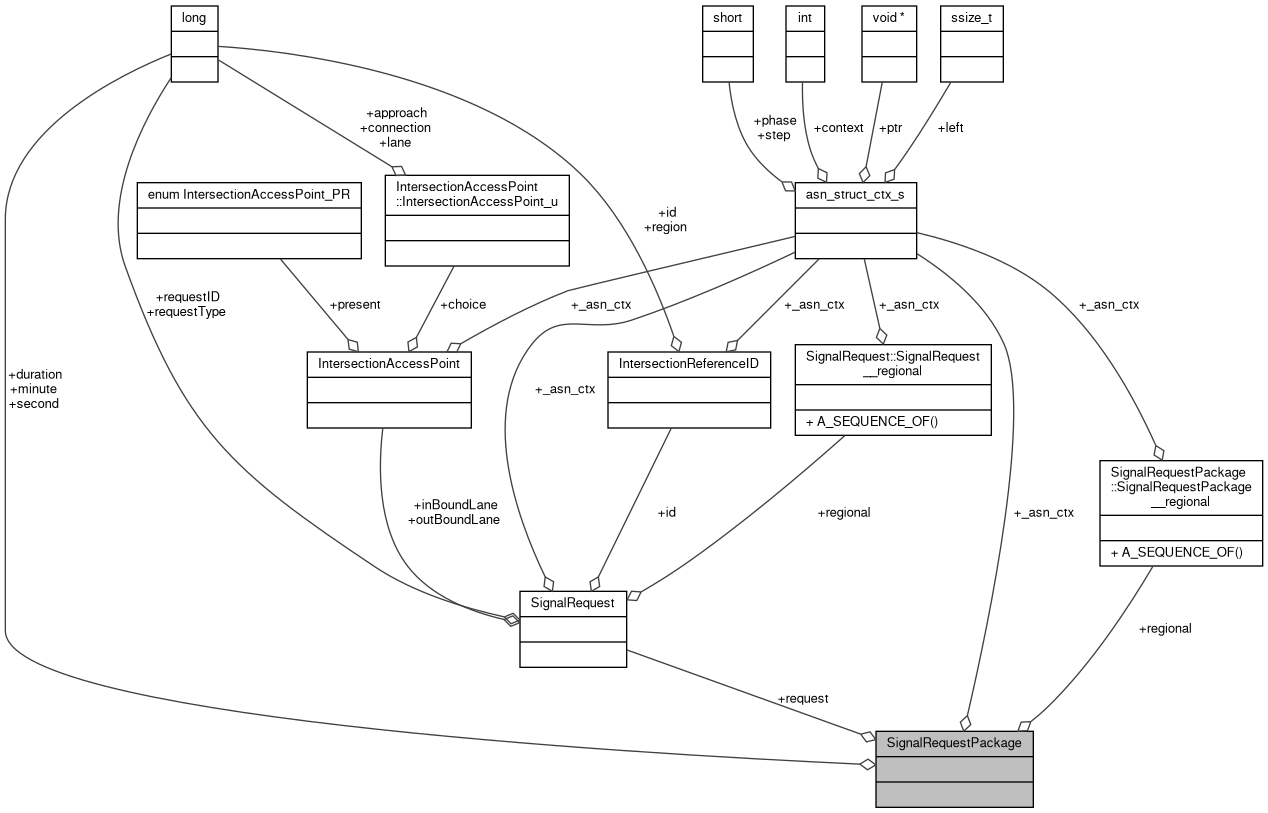 long
short
int
void *
ssize_t
+approach
+connection
+lane
+phase
+step
+context
+ptr
+left
enum IntersectionAccessPoint_PR
IntersectionAccessPoint
::IntersectionAccessPoint_u
asn_struct_ctx_s
+id
+region
+requestID
+requestType
+present
+choice
+_asn_ctx
+_asn_ctx
+_asn_ctx
+_asn_ctx
IntersectionAccessPoint
IntersectionReferenceID
SignalRequest::SignalRequest
__regional
+ A_SEQUENCE_OF()
+duration
+minute
+second
+_asn_ctx
SignalRequestPackage
::SignalRequestPackage
__regional
+ A_SEQUENCE_OF()
+inBoundLane
+outBoundLane
+id
+regional
+_asn_ctx
SignalRequest
+regional
+request
SignalRequestPackage